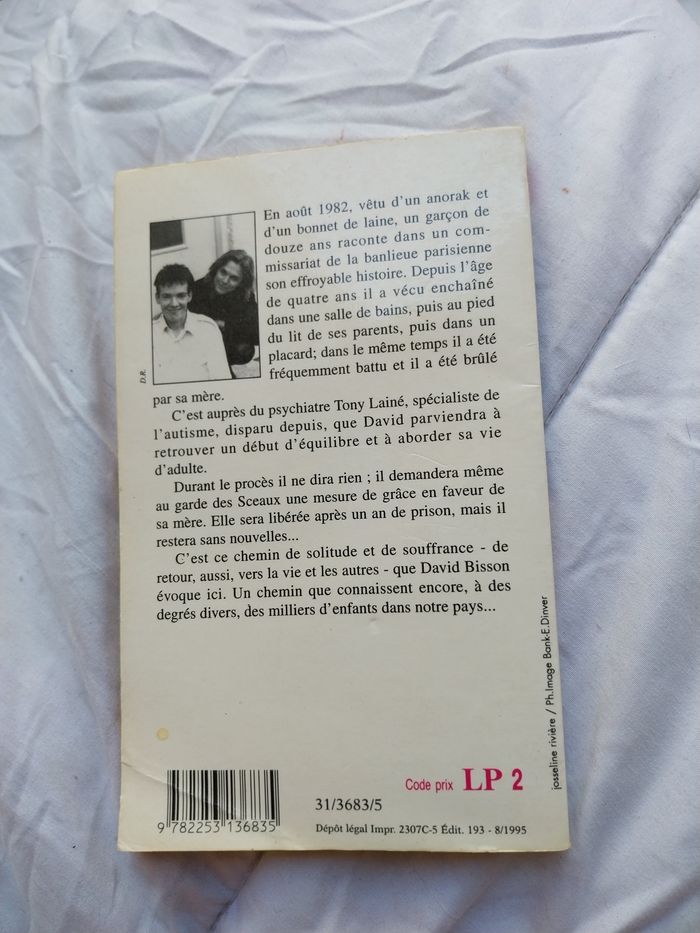 En août 1982, vêtu d'un anorak et
d'un bonnet de laine, un garçon de
douze ans raconte dans un com-
missariat de la banlieue parisienne
son effroyable histoire. Depuis l'âge
de quatre ans il a vécu enchaîné
dans une salle de bains, puis au pied
du lit de ses parents, puis dans un
placard; dans le même temps il a été
fréquemment battu et il a été brûlé
par sa mère.
D.R.
C'est auprès du psychiatre Tony Lainé, spécialiste de
l'autisme, disparu depuis, que David parviendra à
retrouver un début d'équilibre et à aborder sa vie
d'adulte.
Durant le procès il ne dira rien ; il demandera même
au garde des Sceaux une mesure de grâce en faveur de
sa mère. Elle sera libérée après un an de prison, mais il
restera sans nouvelles...
C'est ce chemin de solitude et de souffrance - de
retour, aussi, vers la vie et les autres - que David Bisson
évoque ici. Un chemin que connaissent encore, à des
degrés divers, des milliers d'enfants dans notre pays...
josseline rivière / Ph.Image Bank-E.Dinver
Code prix LP 2
31/3683/5
9 782253 136835
Dépôt légal Impr. 2307C-5 Édit. 193 - 8/1995